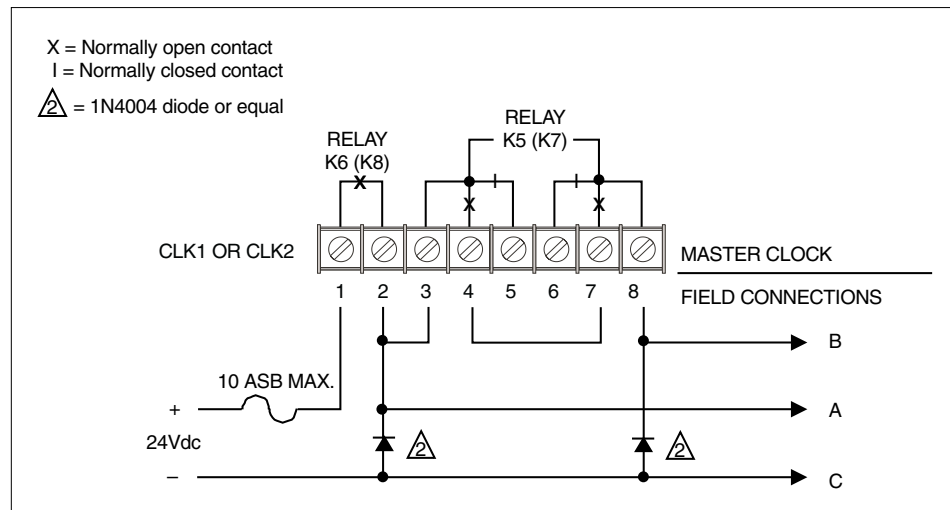 X = Normally open contact
I = Normally closed contact
2 = 1N4004 diode or equal
RELAY
K6 (K8)
RELAY
K5 (K7)
X
X
X
CLK1 OR CLK2
MASTER CLOCK
1 2 3 4 5 6 7 8
FIELD CONNECTIONS
B
10 ASB MAX.
+
A
24Vdc
2
2
–
C